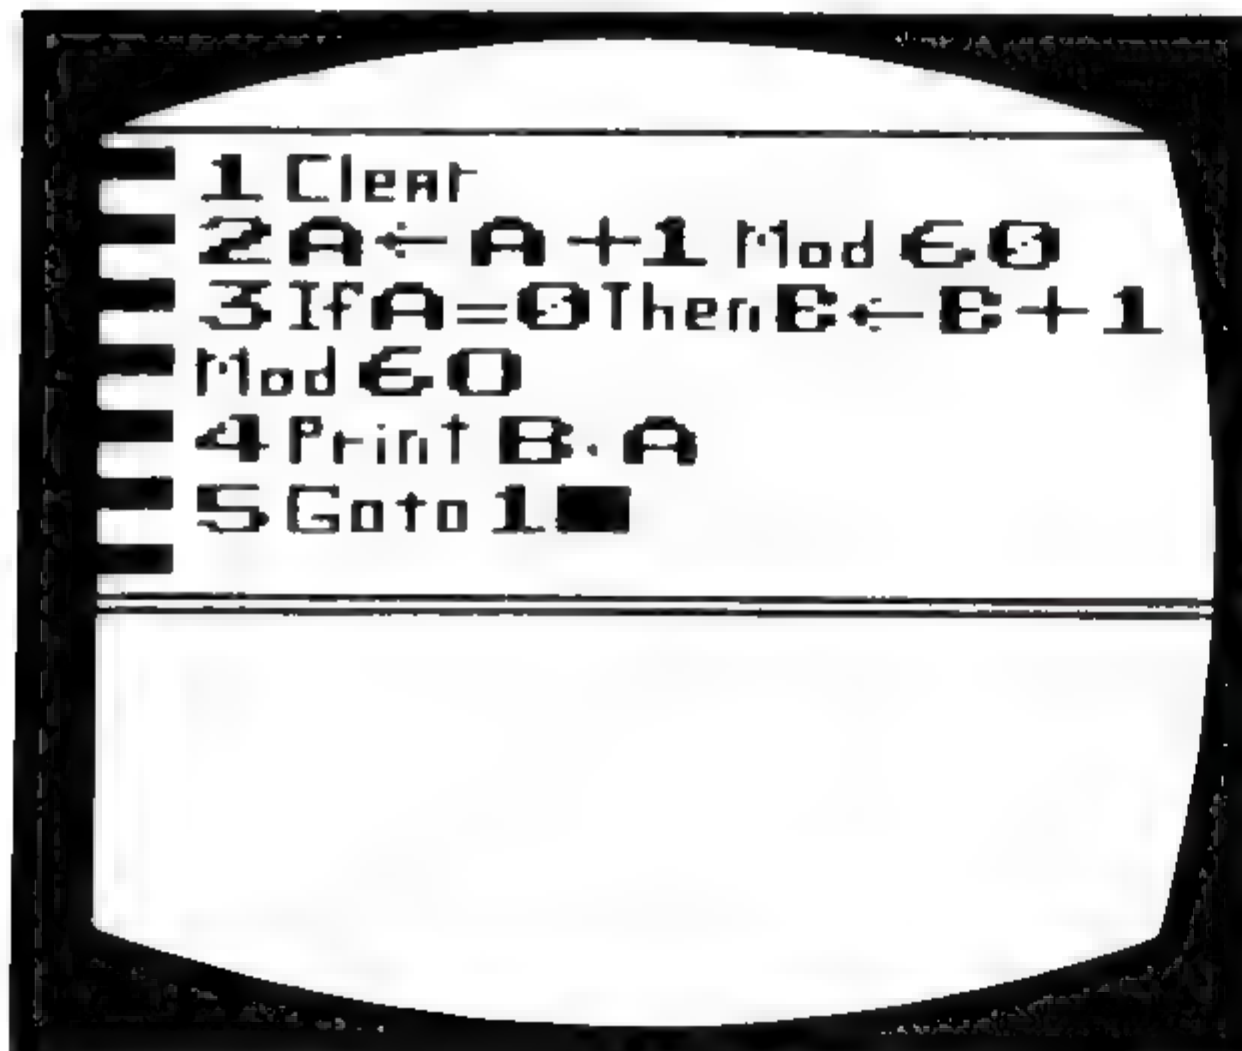 1 Clear
2 A ← A + 1 Mod 60
3 If A = 0 Then B ← B + 1
Mod 60
4 Print B, A
5 Goto 1